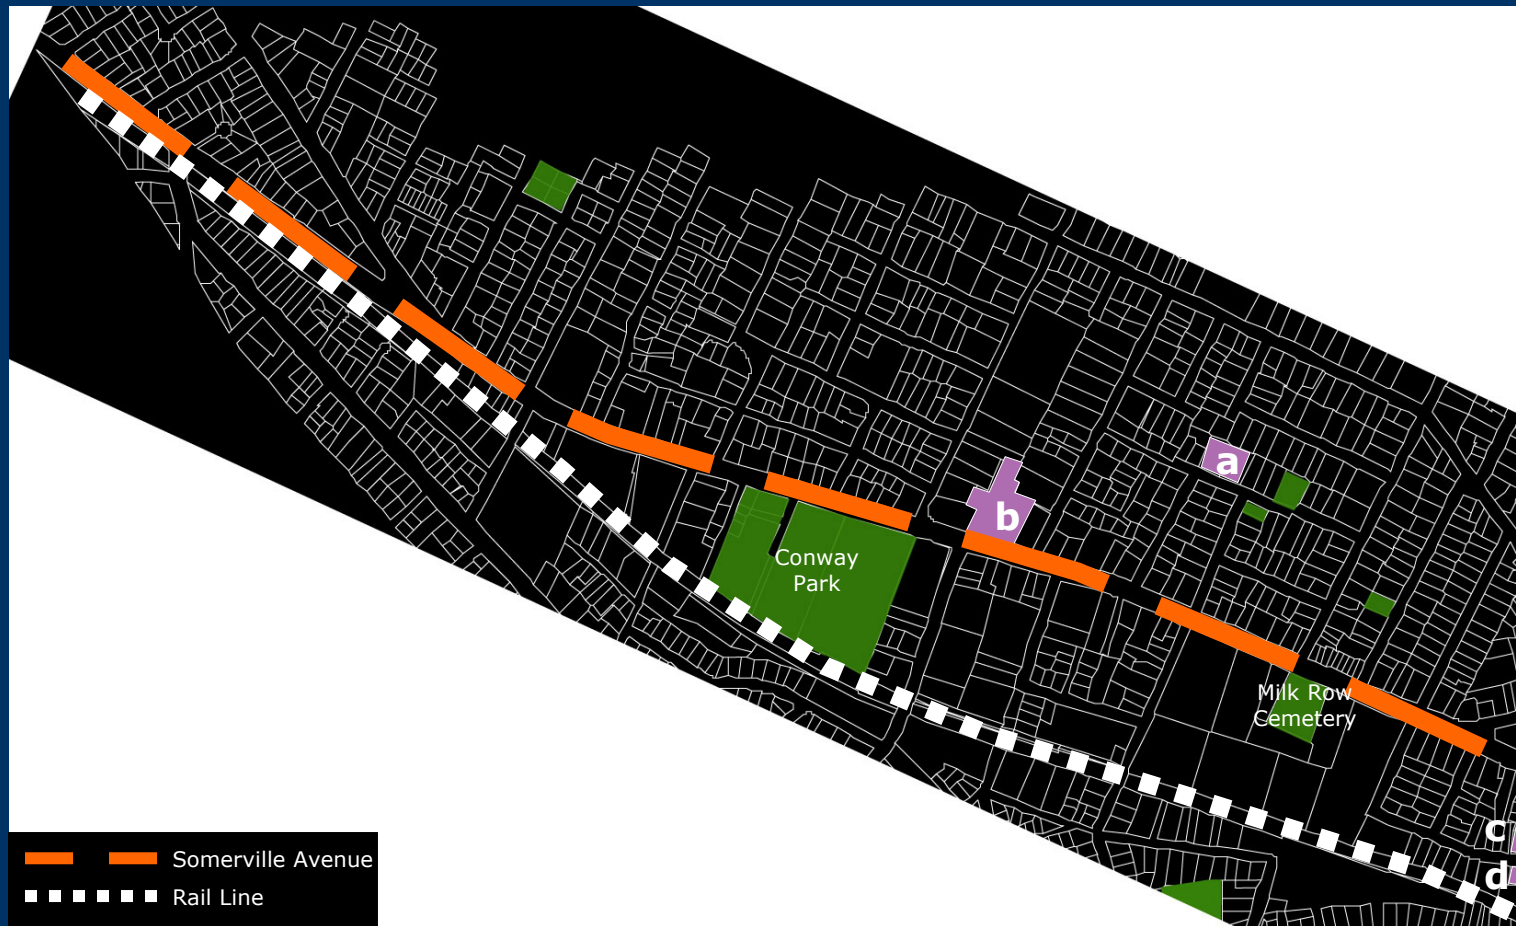 a
b
Conway
Park
Milk Row
Cemetery
c
d
Somerville Avenue
Rail Line